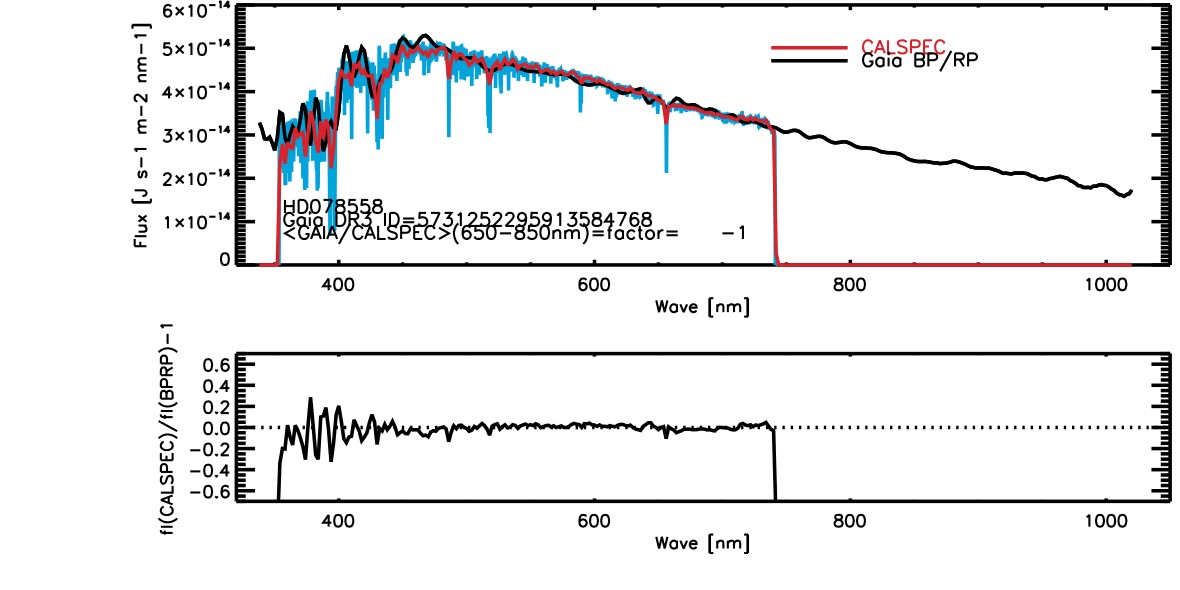 6×10−14
5×10−14
4×10−14
3×10−14
2×10−14
1×10−14
0
Flux [J s−1 m−2 nm−1]
CALSPEC
Gaia BP/RP
HD078558
Gaia DR3 ID=5731252295913584768
<GAIA/CALSPEC>(650−850nm)=factor= −1
400 600 800 1000
Wave [nm]
fl(CALSPEC)/fl(BPRP)−1
0.6
0.4
0.2
0.0
−0.2
−0.4
−0.6
400 600 800 1000
Wave [nm]